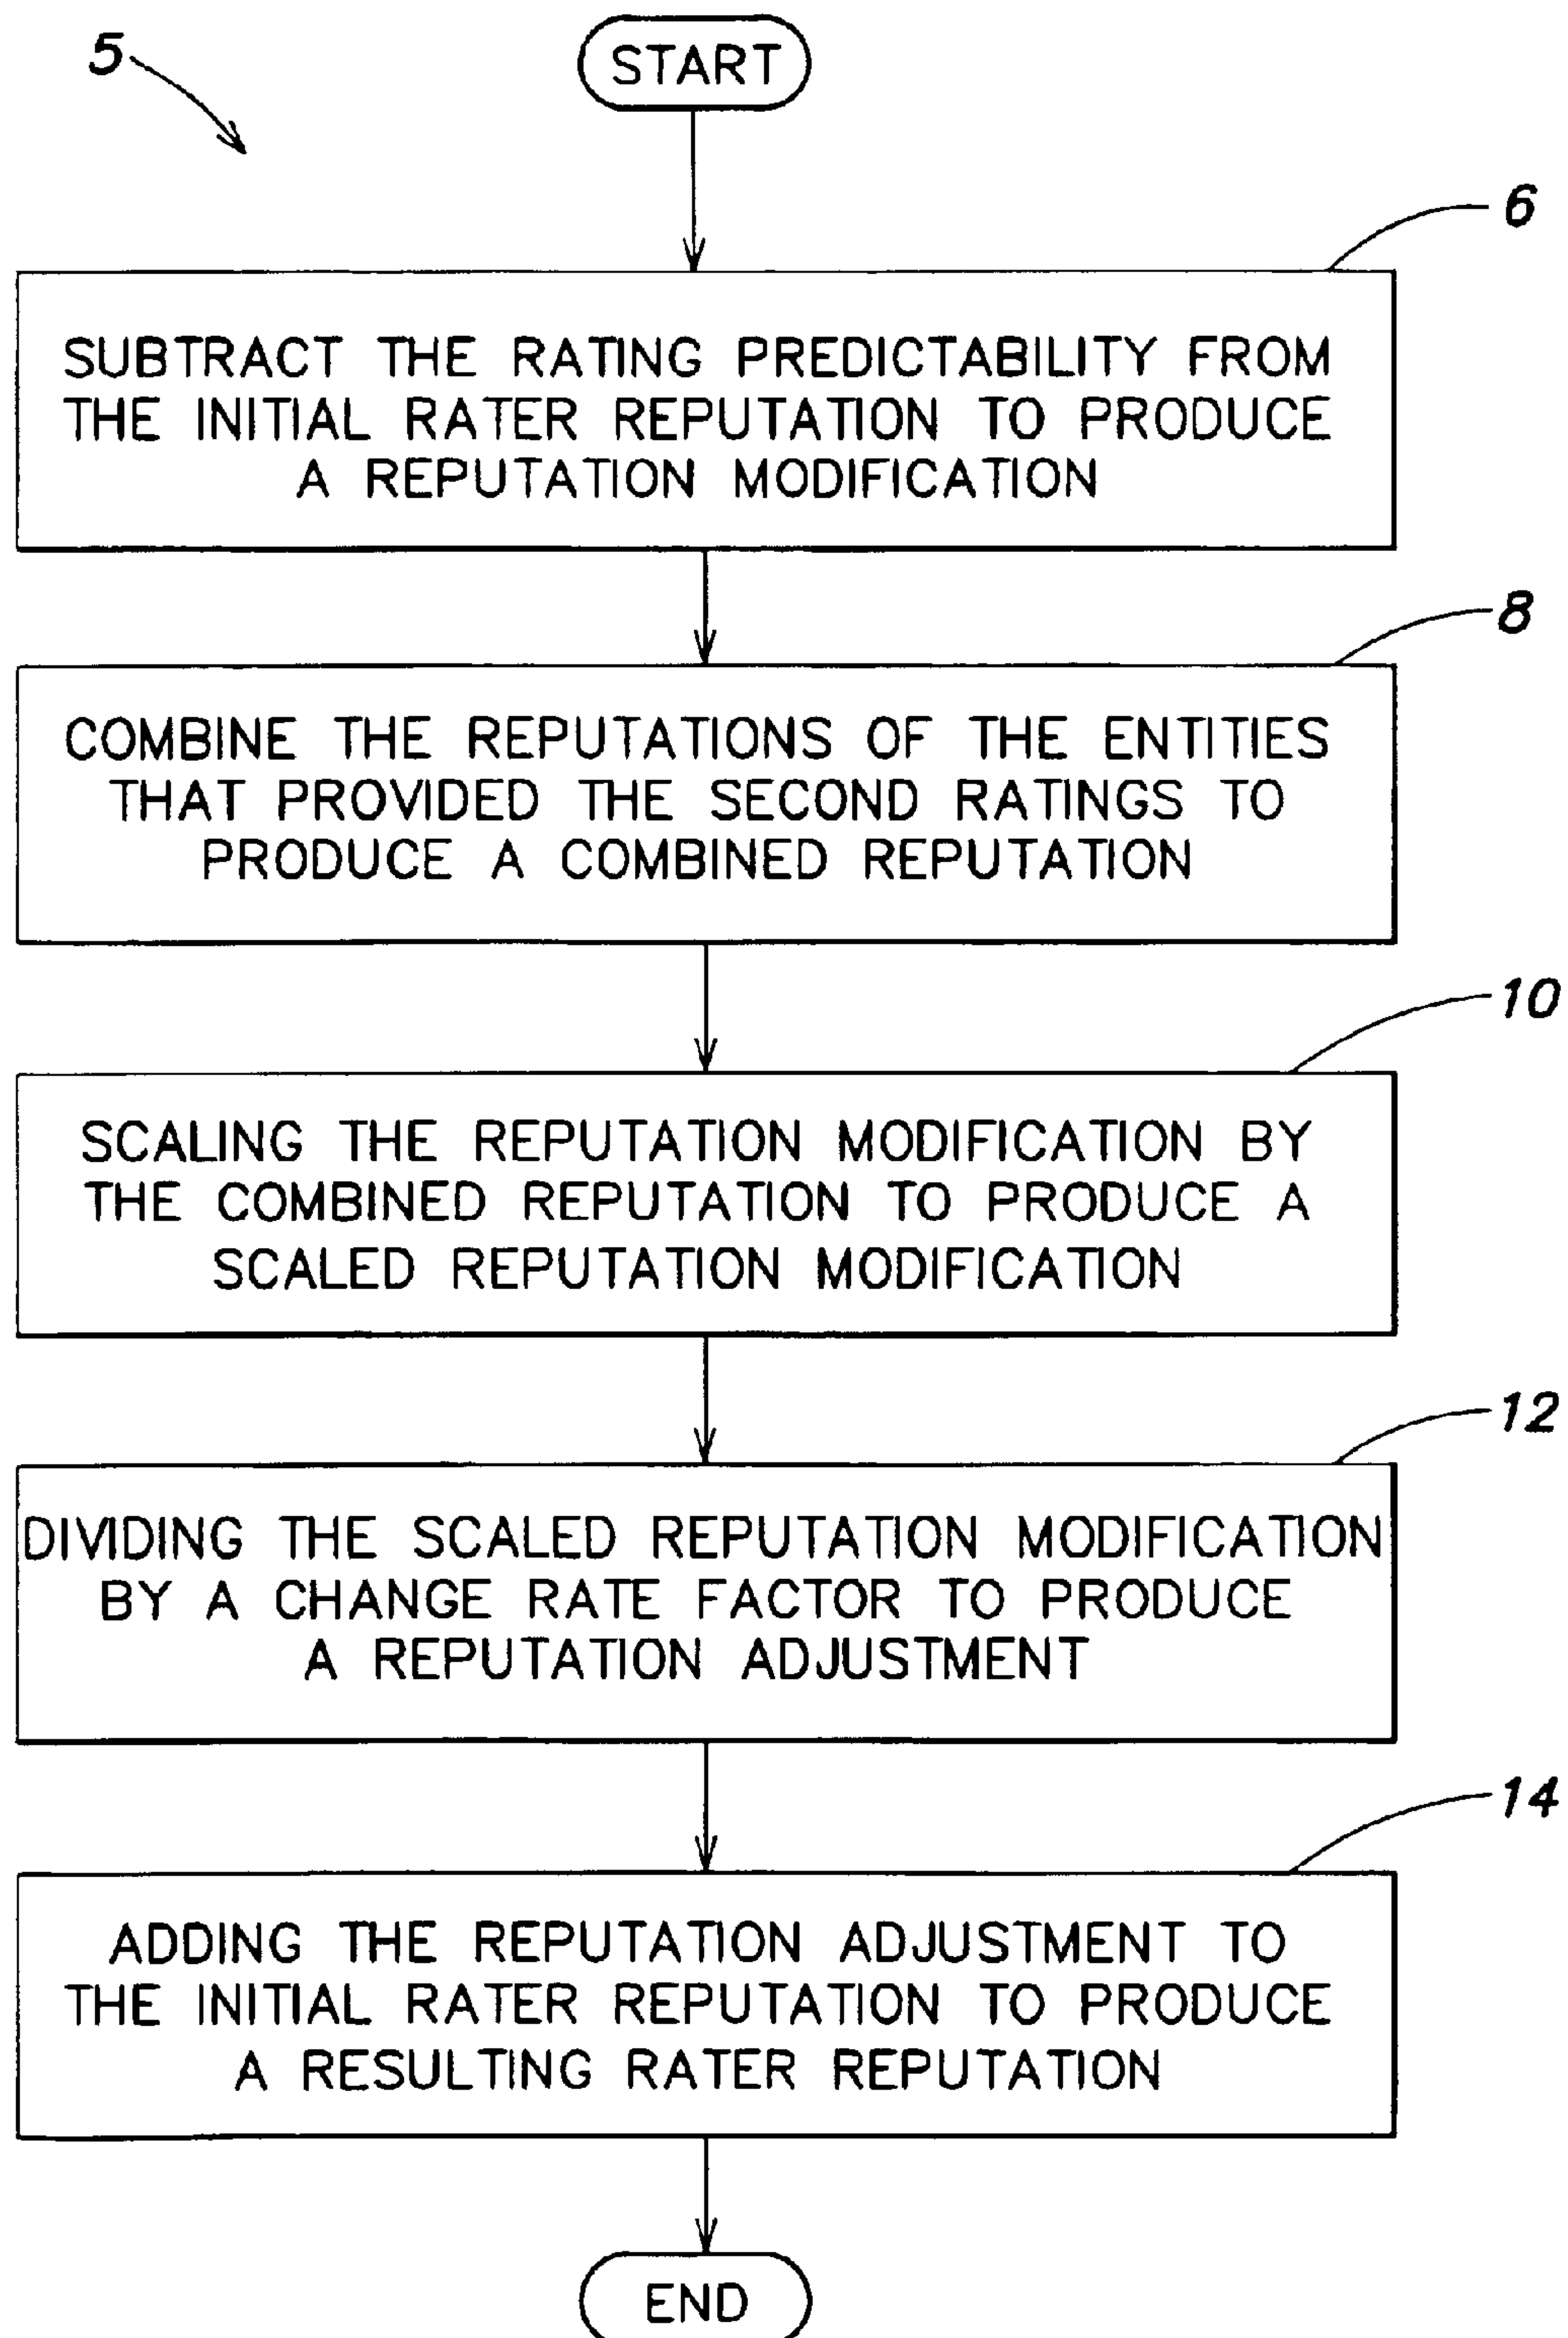 5
START
6
SUBTRACT THE RATING PREDICTABILITY FROM
THE INITIAL RATER REPUTATION TO PRODUCE
A REPUTATION MODIFICATION
8
COMBINE THE REPUTATIONS OF THE ENTITIES
THAT PROVIDED THE SECOND RATINGS TO
PRODUCE A COMBINED REPUTATION
10
SCALING THE REPUTATION MODIFICATION BY
THE COMBINED REPUTATION TO PRODUCE A
SCALED REPUTATION MODIFICATION
12
DIVIDING THE SCALED REPUTATION MODIFICATION
BY A CHANGE RATE FACTOR TO PRODUCE
A REPUTATION ADJUSTMENT
14
ADDING THE REPUTATION ADJUSTMENT TO
THE INITIAL RATER REPUTATION TO PRODUCE
A RESULTING RATER REPUTATION
END